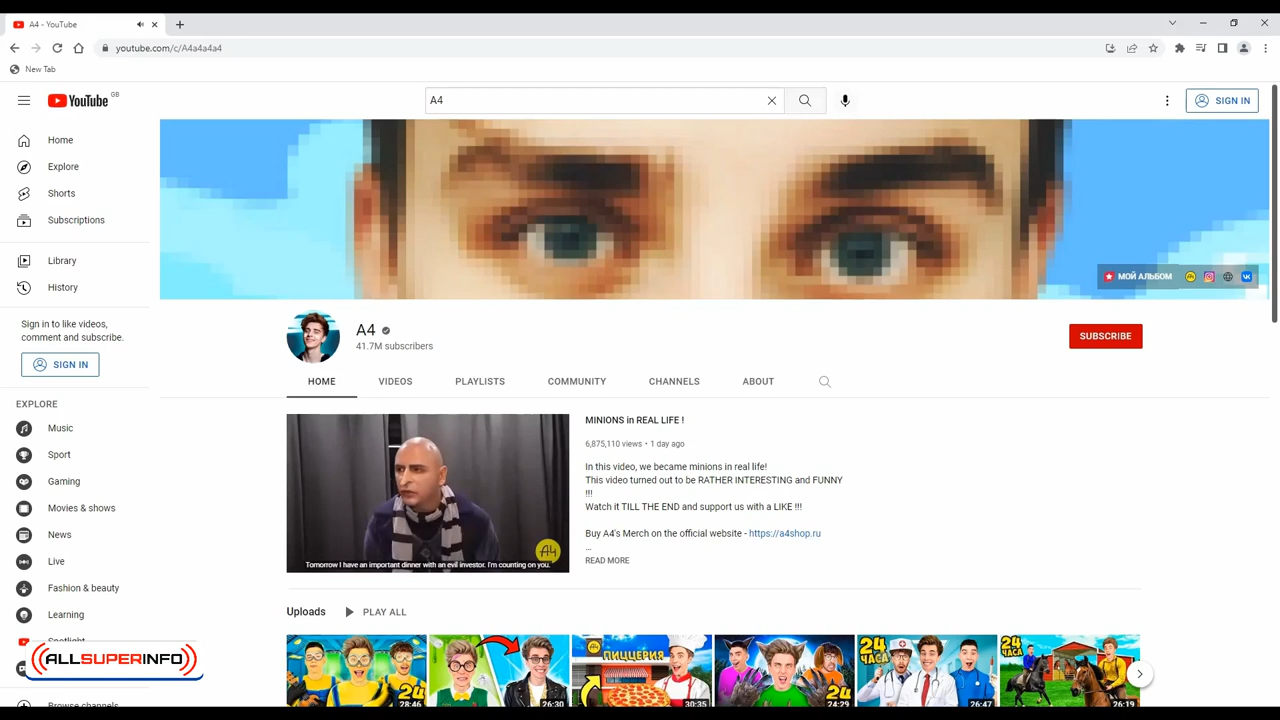 A4 - YouTube
youtube.com/c/A4a4a4a4
New Tab
YouTube GB
A4
SIGN IN
Home
Explore
Shorts
Subscriptions
Library
History
Sign in to like videos,
comment and subscribe.
SIGN IN
EXPLORE
Music
Sport
Gaming
Movies & shows
News
Live
Fashion & beauty
Learning
Spotlight
ALLSUPERINFO
Browse channels
МОЙ АЛЬБОМ
A4
41.7M subscribers
SUBSCRIBE
HOME
VIDEOS
PLAYLISTS
COMMUNITY
CHANNELS
ABOUT
Tomorrow I have an important dinner with an evil investor. I'm counting on you.
A4
MINIONS in REAL LIFE !
6,875,110 views • 1 day ago
In this video, we became minions in real life!
This video turned out to be RATHER INTERESTING and FUNNY
!!!
Watch it TILL THE END and support us with a LIKE !!!
Buy A4's Merch on the official website - https://a4shop.ru
...
READ MORE
Uploads
PLAY ALL
24
28:46
26:30
ПИЦЦЕРИЯ
30:35
24
24:29
24
ЧАСА
26:47
24
ЧАСА
26:19